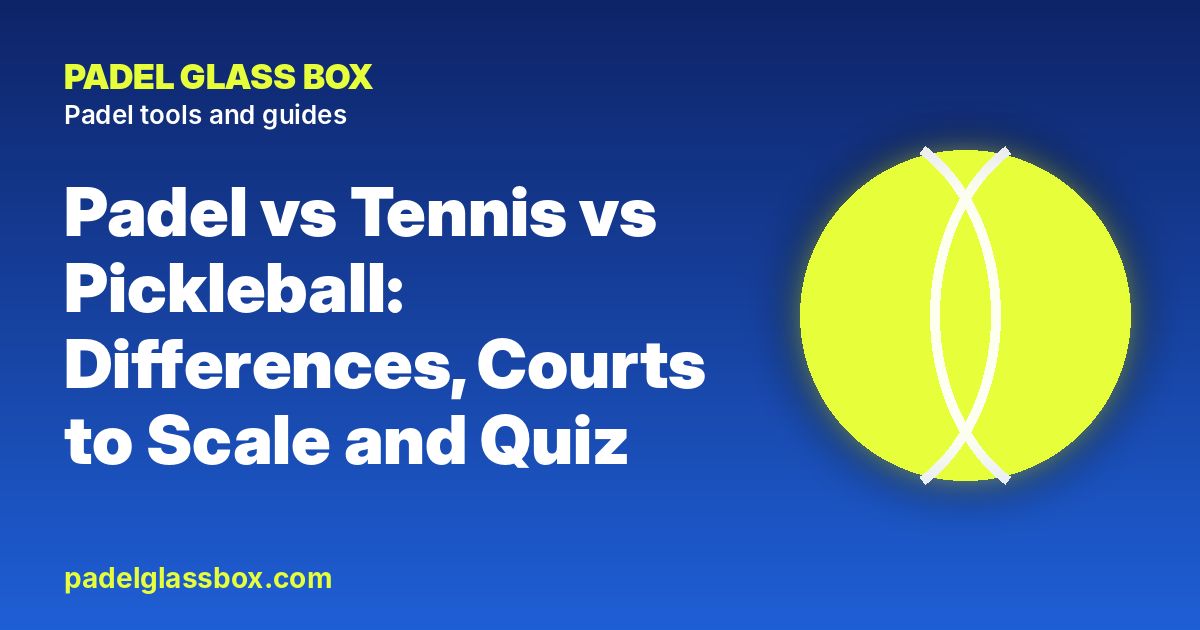 PADEL GLASS BOX
Padel tools and guides
Padel vs Tennis vs
Pickleball:
Differences, Courts
to Scale and Quiz
padelglassbox.com